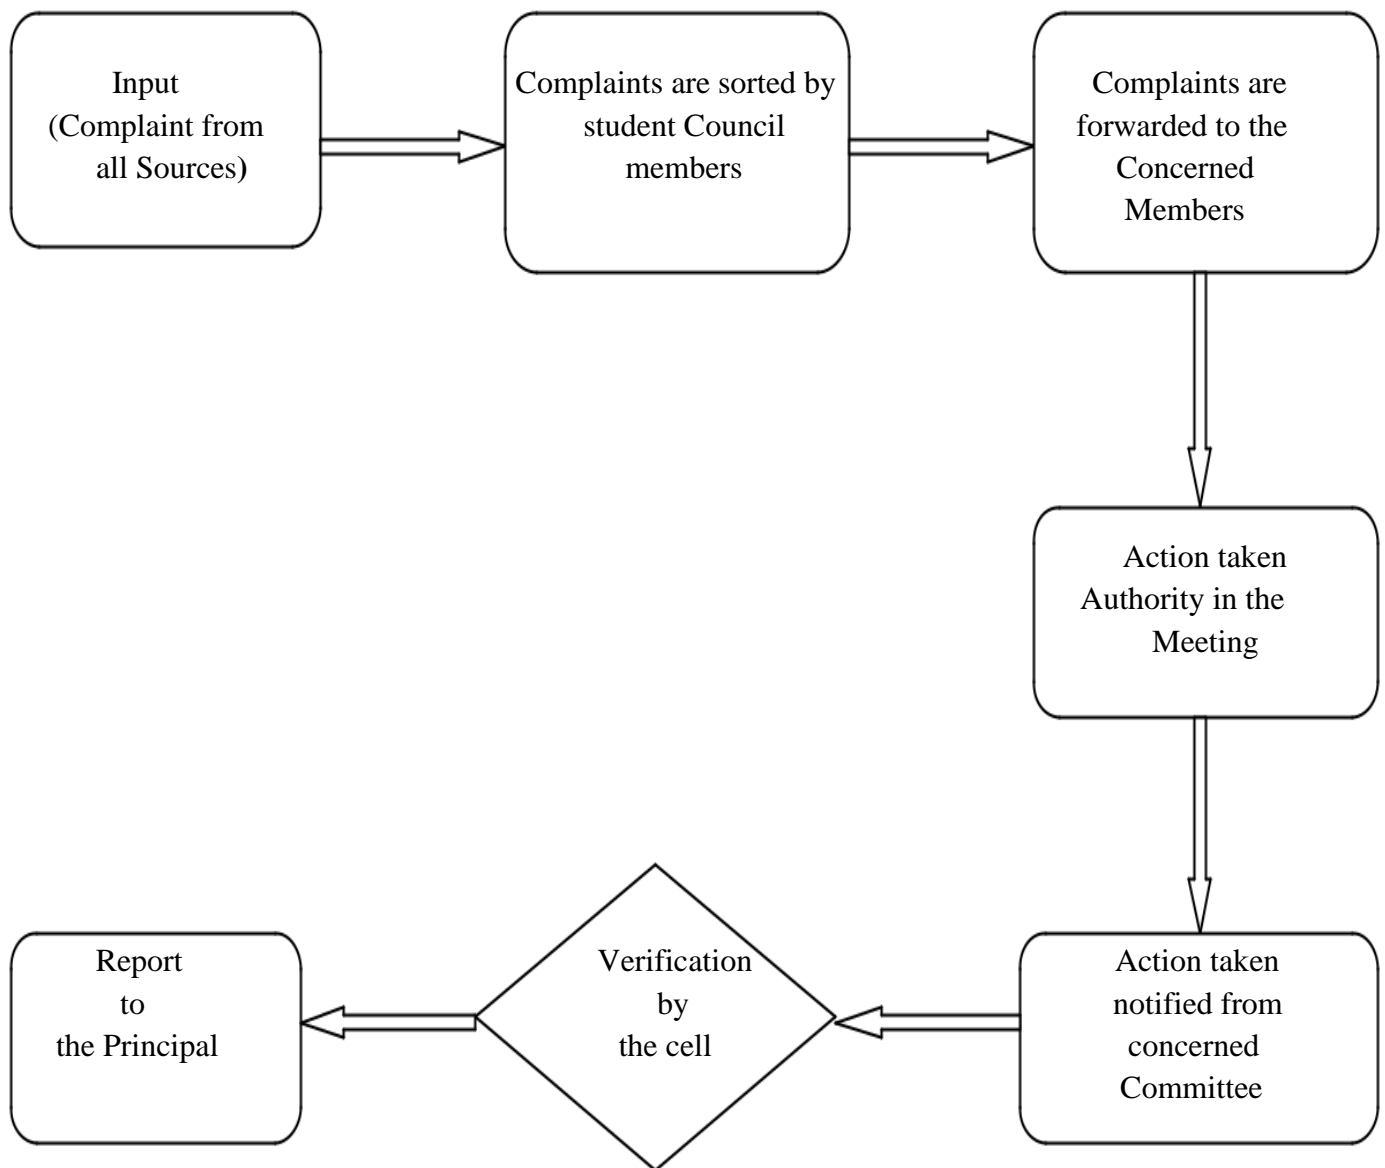 Input
(Complaint from
all Sources)
Complaints are sorted by
student Council
members
Complaints are
forwarded to the
Concerned
Members
Action taken
Authority in the
Meeting
Action taken
notified from
concerned
Committee
Verification
by
the cell
Report
to
the Principal